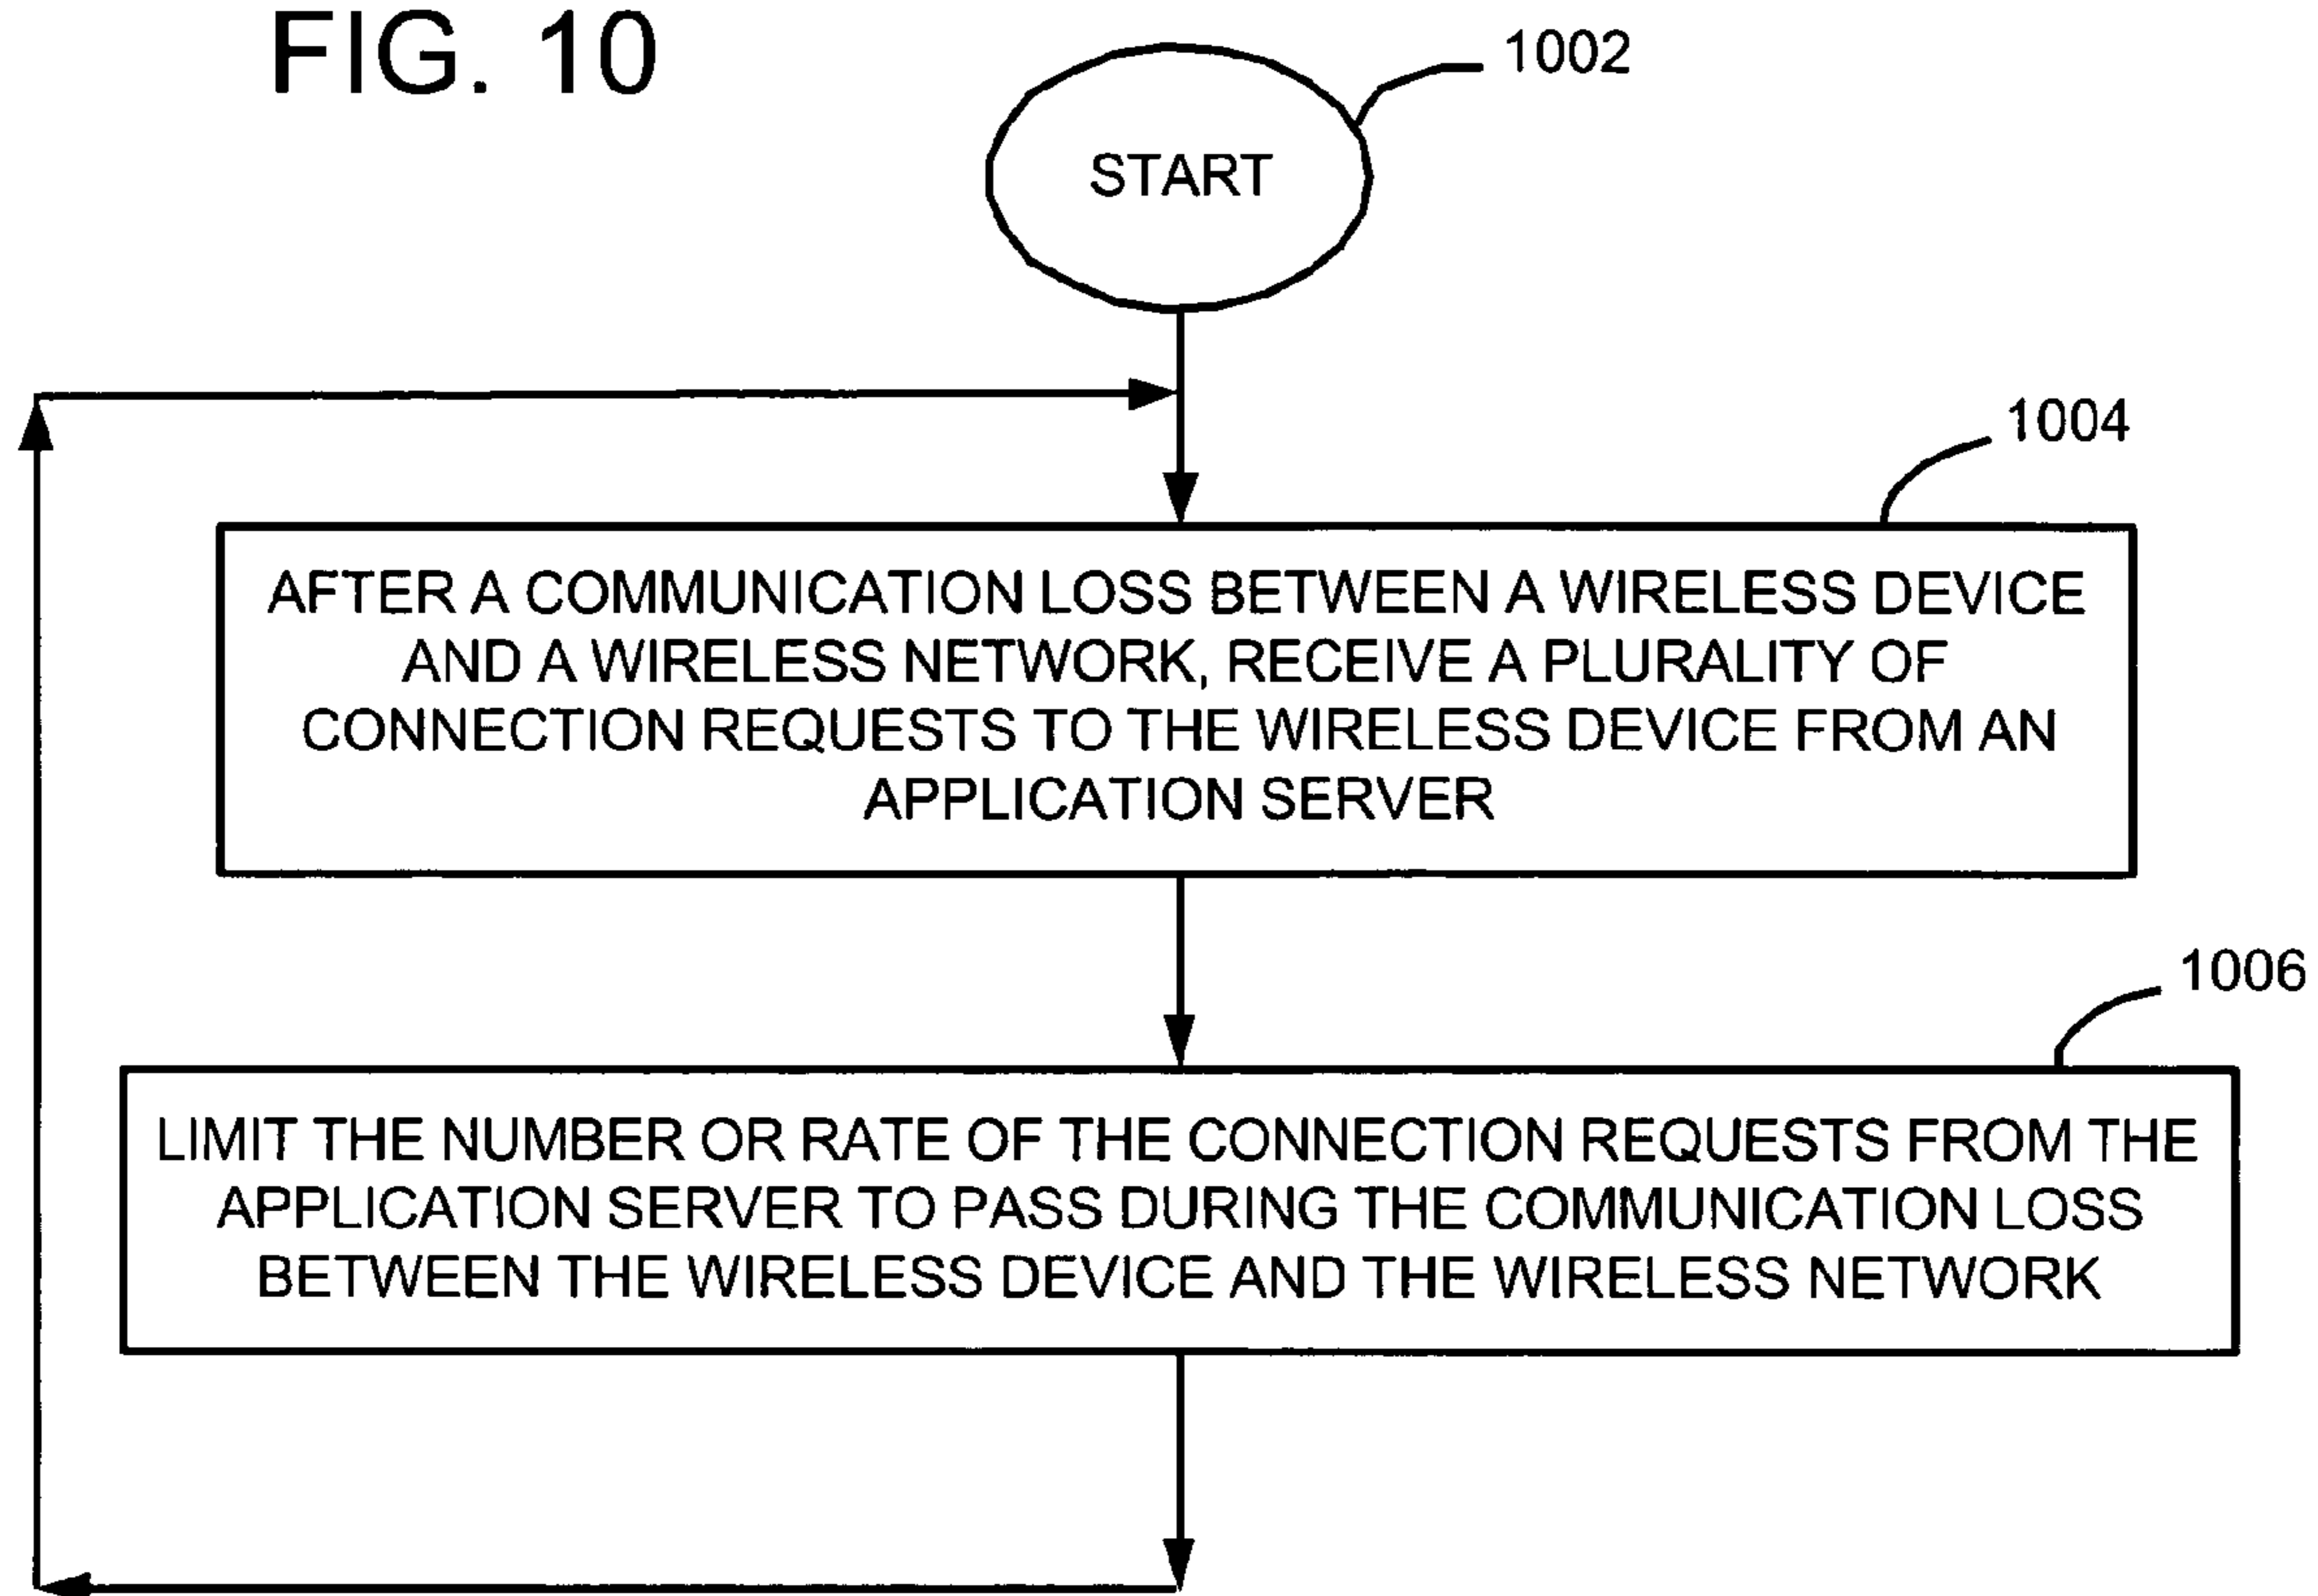 FIG. 10
1002
START
1004
AFTER A COMMUNICATION LOSS BETWEEN A WIRELESS DEVICE
AND A WIRELESS NETWORK, RECEIVE A PLURALITY OF
CONNECTION REQUESTS TO THE WIRELESS DEVICE FROM AN
APPLICATION SERVER
1006
LIMIT THE NUMBER OR RATE OF THE CONNECTION REQUESTS FROM THE
APPLICATION SERVER TO PASS DURING THE COMMUNICATION LOSS
BETWEEN THE WIRELESS DEVICE AND THE WIRELESS NETWORK